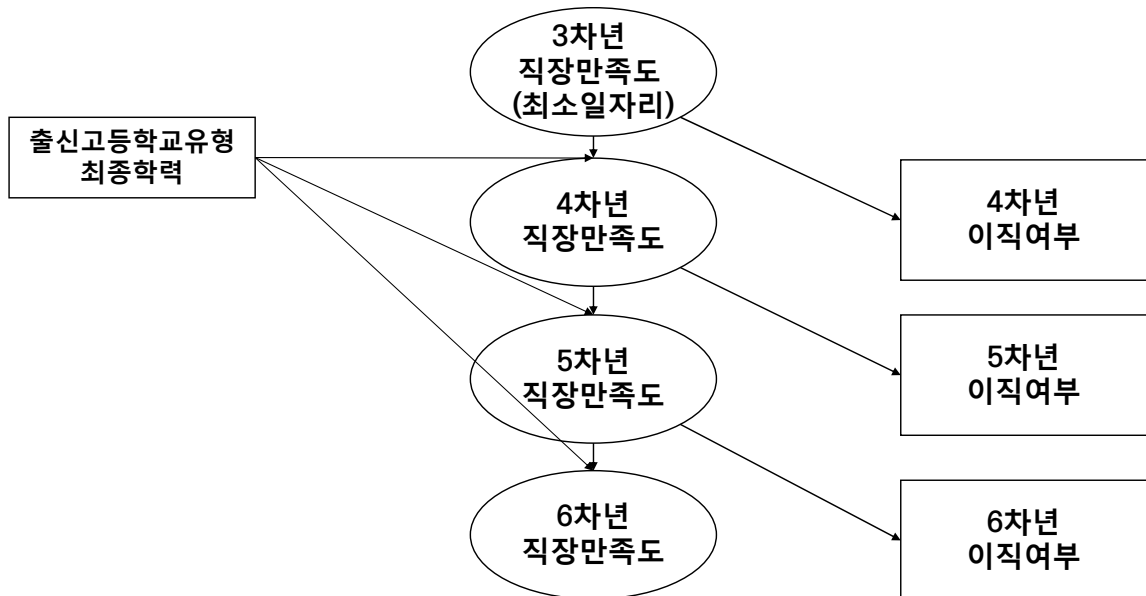 3차년
직장만족도
(최소일자리)
출신고등학교유형
최종학력
4차년
직장만족도
4차년
이직여부
5차년
직장만족도
5차년
이직여부
6차년
직장만족도
6차년
이직여부